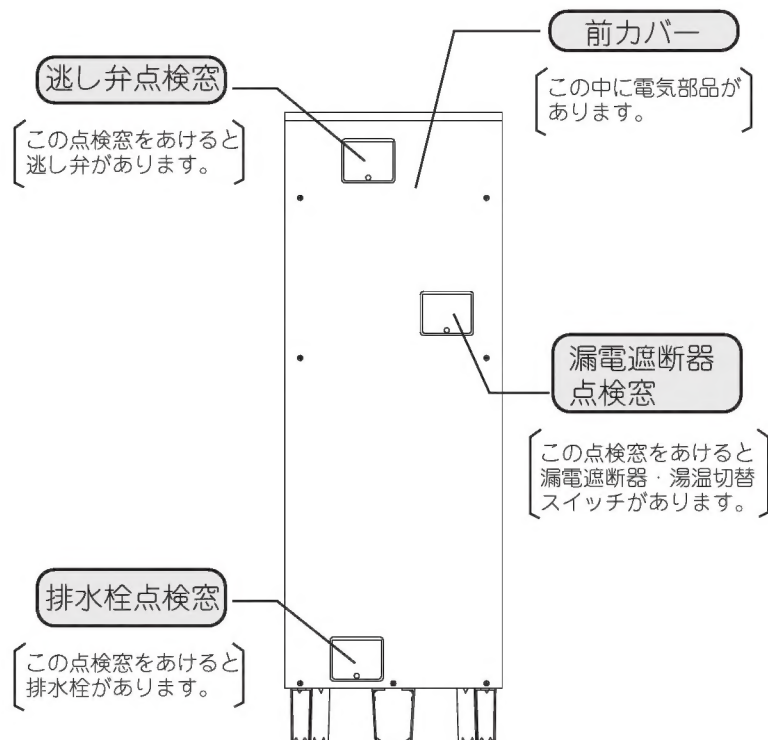 前カバー
この中に電気部品が
あります。
逃し弁点検窓
この点検窓をあけると
逃し弁があります。
漏電遮断器
点検窓
この点検窓をあけると
漏電遮断器・湯温切替
スイッチがあります。
排水栓点検窓
この点検窓をあけると
排水栓があります。